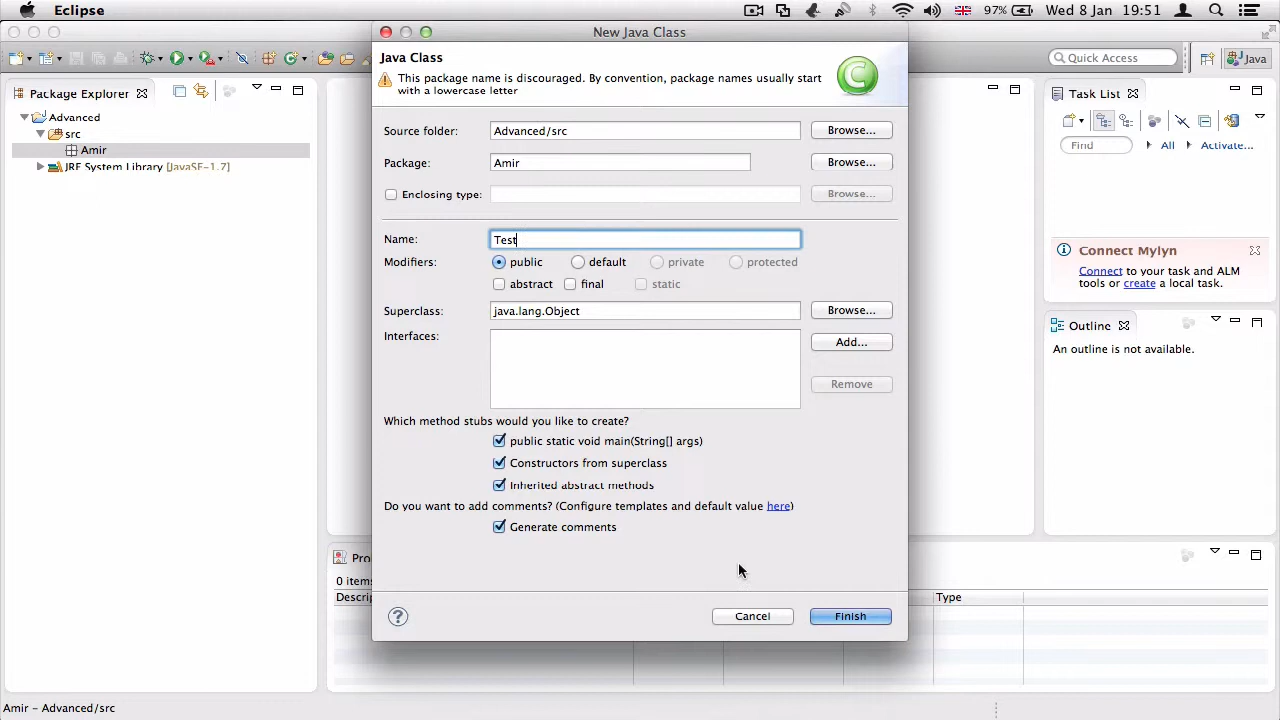 Eclipse
97%
Wed 8 Jan 19:51
New Java Class
Quick Access
Java
Java Class
This package name is discouraged. By convention, package names usually start
with a lowercase letter
Package Explorer
Advanced
src
Amir
JRE System Library [JavaSE-1.7]
Source folder:
Advanced/src
Browse...
Package:
Amir
Browse...
Enclosing type:
Browse...
Name:
Test
Modifiers:
public
default
private
protected
abstract
final
static
Superclass:
java.lang.Object
Browse...
Interfaces:
Add...
Remove
Which method stubs would you like to create?
public static void main(String[] args)
Constructors from superclass
Inherited abstract methods
Do you want to add comments? (Configure templates and default value here)
Generate comments
Cancel
Finish
Task List
Find
All
Activate...
Connect Mylyn
Connect to your task and ALM
tools or create a local task.
Outline
An outline is not available.
Pro
0 items
Descrip
Type
Amir - Advanced/src